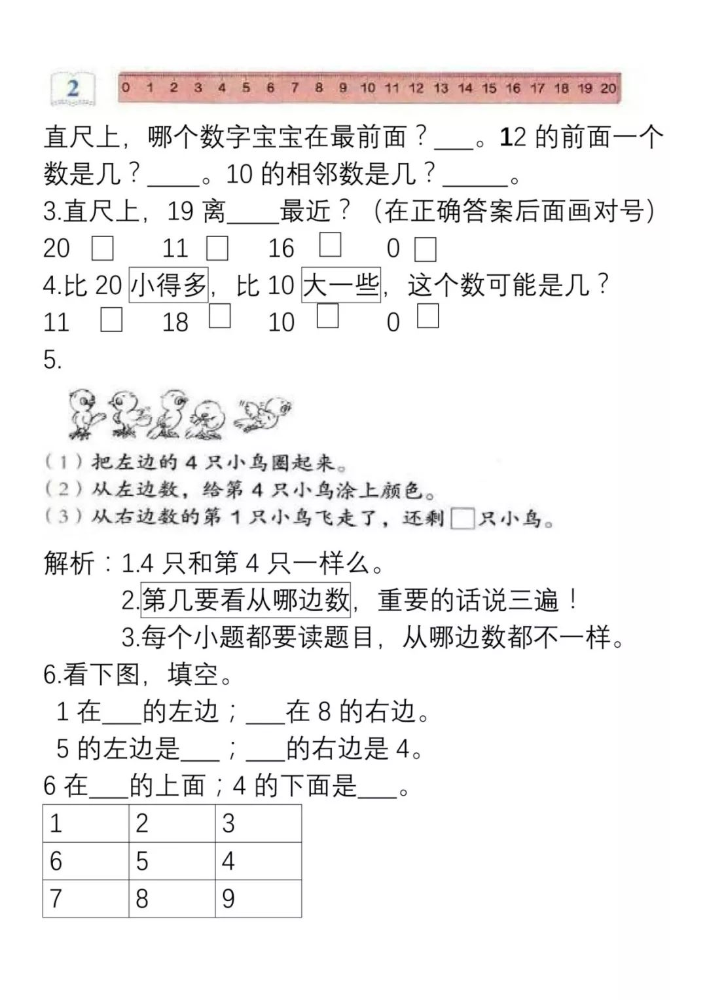 2 0 1 2 3 4 5 6 7 8 9 10 11 12 13 14 15 16 17 18 19 20
直尺上，哪个数字宝宝在最前面？___。12 的前面一个
数是几？____。10 的相邻数是几？_____。
3.直尺上，19 离____最近？（在正确答案后面画对号）
20 □ 11 □ 16 □ 0 □
4.比 20 小得多，比 10 大一些，这个数可能是几？
11 □ 18 □ 10 □ 0 □
5.
（1）把左边的 4 只小鸟圈起来。
（2）从左边数，给第 4 只小鸟涂上颜色。
（3）从右边数的第 1 只小鸟飞走了，还剩□只小鸟。
解析：1.4 只和第 4 只一样么。
2.第几要看从哪边数，重要的话说三遍！
3.每个小题都要读题目，从哪边数都不一样。
6.看下图，填空。
1 在___的左边；___在 8 的右边。
5 的左边是___；___的右边是 4。
6 在___的上面；4 的下面是___。
1 2 3
6 5 4
7 8 9